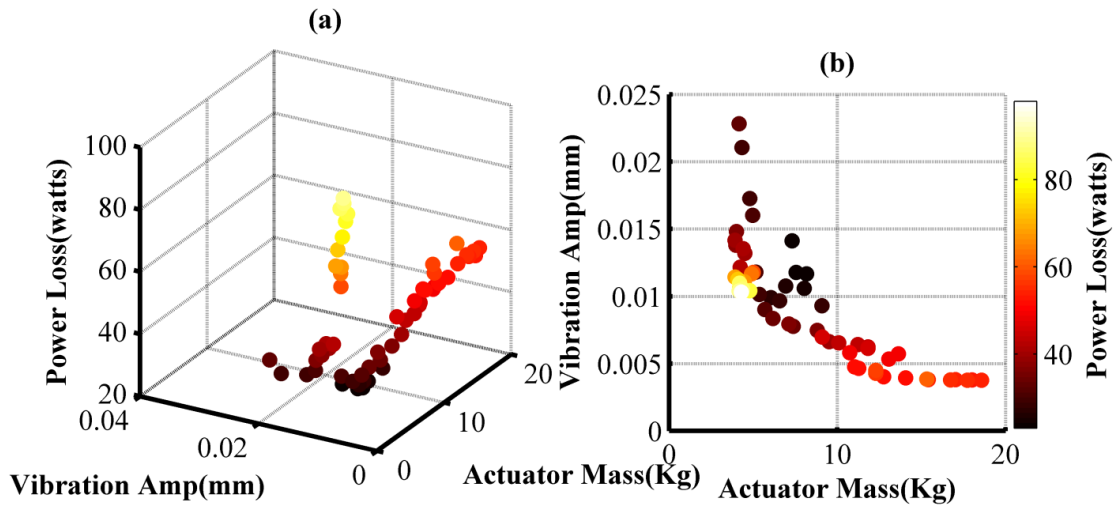 (a)
100
80
60
40
20
Power Loss(watts)
0.04
0.02
0
Vibration Amp(mm)
0
10
20
Actuator Mass(Kg)
(b)
0.025
0.02
0.015
0.01
0.005
0
Vibration Amp(mm)
0
10
20
Actuator Mass(Kg)
80
60
40
Power Loss(watts)